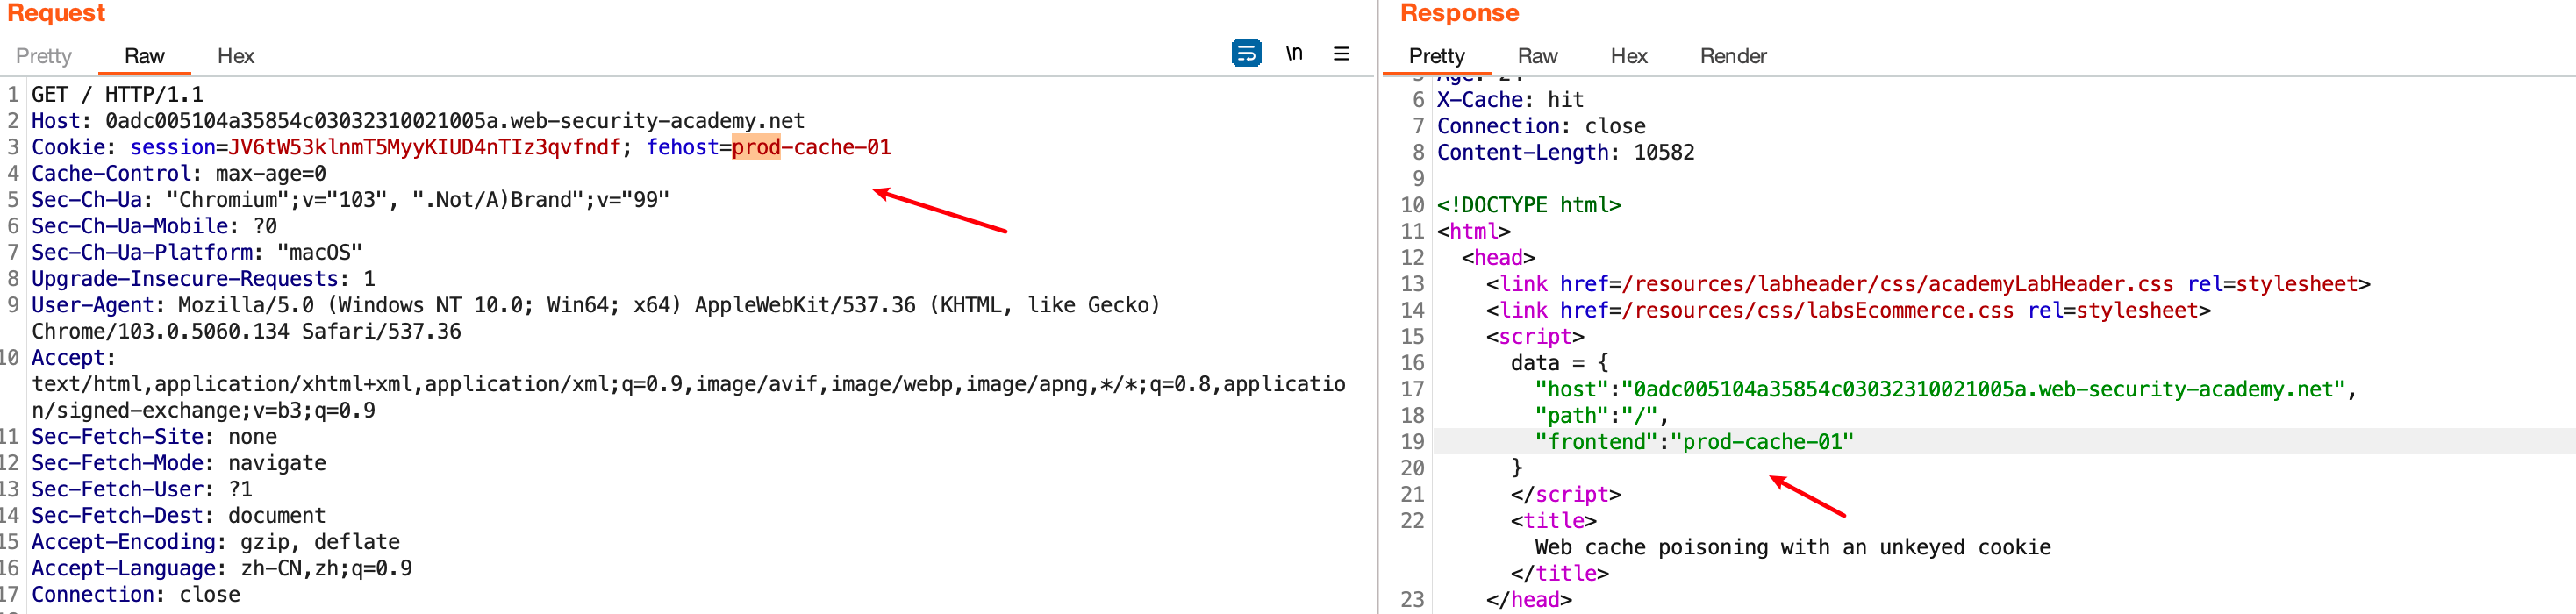 Request
Pretty Raw Hex \n
1 GET / HTTP/1.1
2 Host: 0adc005104a35854c03032310021005a.web-security-academy.net
3 Cookie: session=JV6tW53klnmT5MyyKIUD4nTIz3qvfndf; fehost=prod-cache-01
4 Cache-Control: max-age=0
5 Sec-Ch-Ua: "Chromium";v="103", ".Not/A)Brand";v="99"
6 Sec-Ch-Ua-Mobile: ?0
7 Sec-Ch-Ua-Platform: "macOS"
8 Upgrade-Insecure-Requests: 1
9 User-Agent: Mozilla/5.0 (Windows NT 10.0; Win64; x64) AppleWebKit/537.36 (KHTML, like Gecko)
Chrome/103.0.5060.134 Safari/537.36
10 Accept:
text/html,application/xhtml+xml,application/xml;q=0.9,image/avif,image/webp,image/apng,*/*;q=0.8,applicatio
n/signed-exchange;v=b3;q=0.9
11 Sec-Fetch-Site: none
12 Sec-Fetch-Mode: navigate
13 Sec-Fetch-User: ?1
14 Sec-Fetch-Dest: document
15 Accept-Encoding: gzip, deflate
16 Accept-Language: zh-CN,zh;q=0.9
17 Connection: close
Response
Pretty Raw Hex Render
5 Age: 24
6 X-Cache: hit
7 Connection: close
8 Content-Length: 10582
9
10 <!DOCTYPE html>
11 <html>
12 <head>
13 <link href=/resources/labheader/css/academyLabHeader.css rel=stylesheet>
14 <link href=/resources/css/labsEcommerce.css rel=stylesheet>
15 <script>
16 data = {
17 "host":"0adc005104a35854c03032310021005a.web-security-academy.net",
18 "path":"/",
19 "frontend":"prod-cache-01"
20 }
21 </script>
22 <title>
Web cache poisoning with an unkeyed cookie
</title>
23 </head>